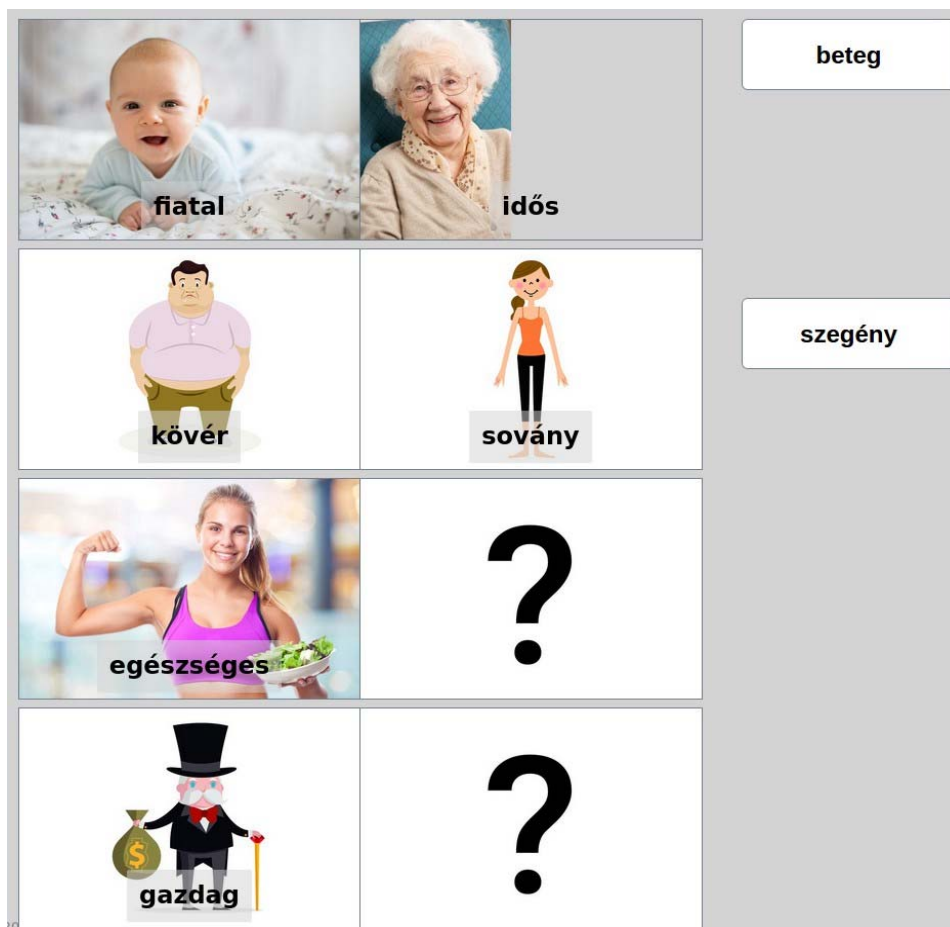 fiatal
idős
beteg
kövér
sovány
szegény
egészséges
?
gazdag
?
$